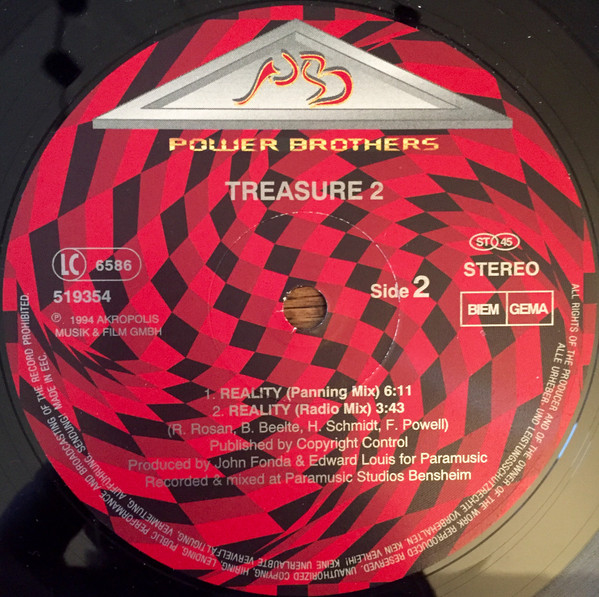 PB
POWER BROTHERS
TREASURE 2
LC 6586
519354
℗ 1994 AKROPOLIS
MUSIK & FILM GMBH
ST 45
STEREO
Side 2
BIEM GEMA
1. REALITY (Panning Mix) 6:11
2. REALITY (Radio Mix) 3:43
(R. Rosan, B. Beelte, H. Schmidt, F. Powell)
Published by Copyright Control
Produced by John Fonda & Edward Louis for Paramusic
Recorded & mixed at Paramusic Studios Bensheim
ALL RIGHTS OF THE PRODUCER AND OF THE OWNER OF THE WORK REPRODUCED RESERVED. UNAUTHORIZED COPYING, HIRING, LENDING, PUBLIC PERFORMANCE AND BROADCASTING OF THE RECORD PROHIBITED.
ALLE URHEBER UND LEISTUNGSSCHUTZRECHTE VORBEHALTEN. KEIN VERLEIH! KEINE UNERLAUBTE VERVIELFÄLTIGUNG, VERMIETUNG, AUFFÜHRUNG, SENDUNG! MADE IN EEC.